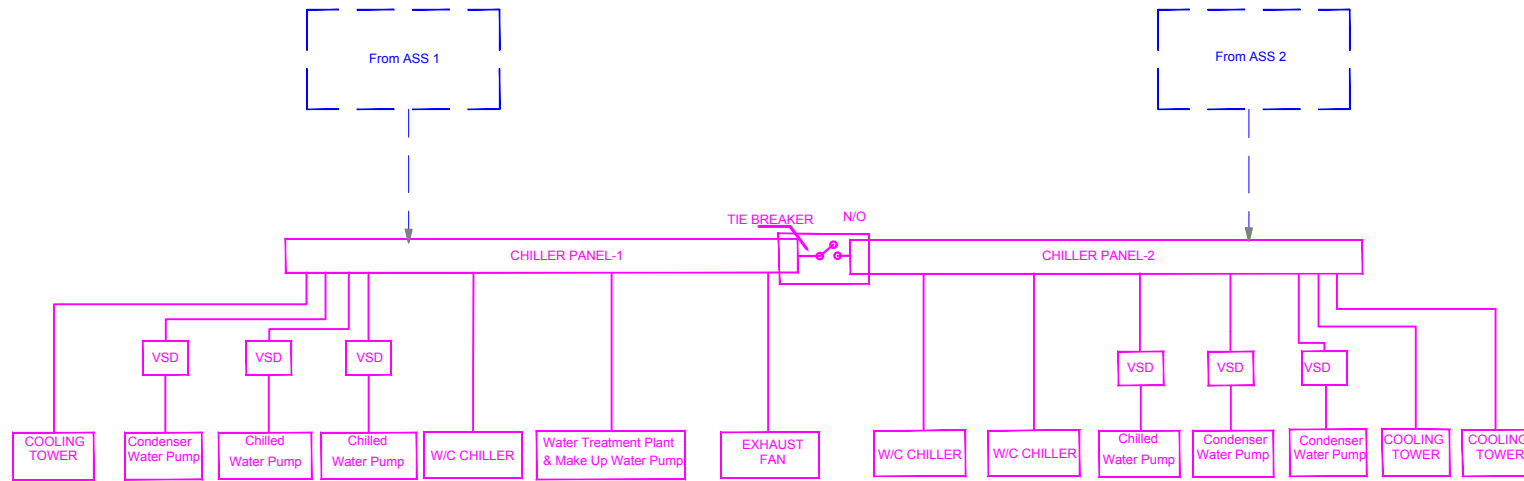 From ASS 1
From ASS 2
TIE BREAKER
N/O
CHILLER PANEL-1
CHILLER PANEL-2
VSD
VSD
VSD
VSD
VSD
VSD
COOLING
TOWER
Condenser
Water Pump
Chilled
Water Pump
Chilled
Water Pump
W/C CHILLER
Water Treatment Plant
& Make Up Water Pump
EXHAUST
FAN
W/C CHILLER
W/C CHILLER
Chilled
Water Pump
Condenser
Water Pump
Condenser
Water Pump
COOLING
TOWER
COOLING
TOWER